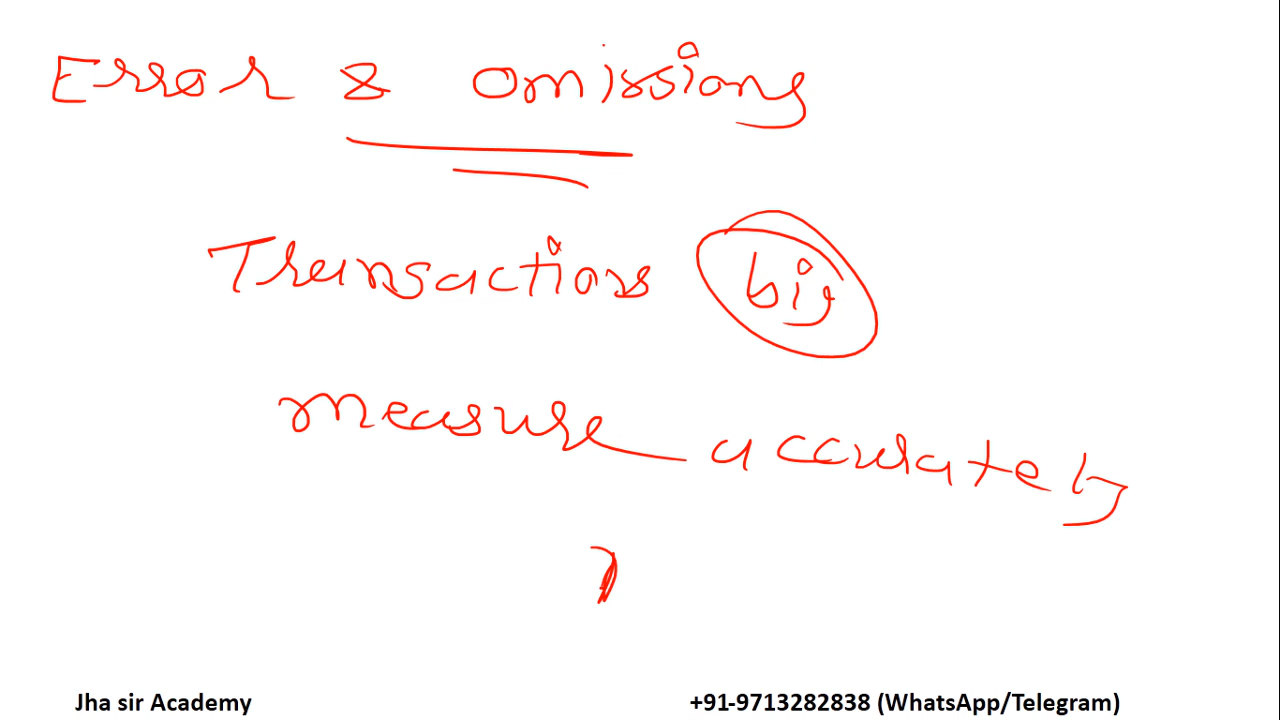 Error & omissions
Transactions big
measure accurately
Jha sir Academy
+91-9713282838 (WhatsApp/Telegram)